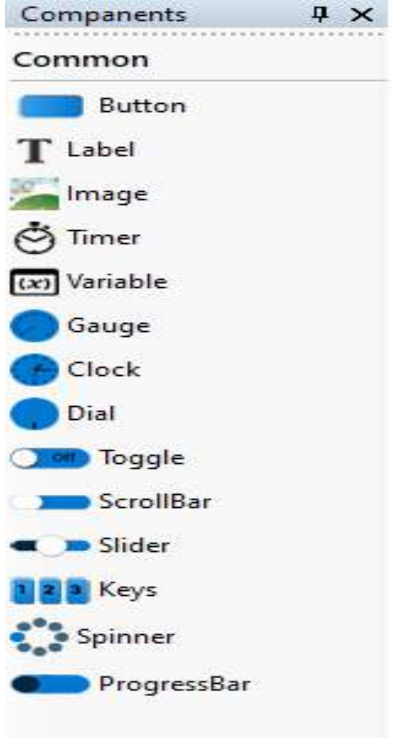 Companents
Common
Button
T Label
Image
Timer
(x) Variable
Gauge
Clock
Dial
Off Toggle
ScrollBar
Slider
1 2 3 Keys
Spinner
ProgressBar